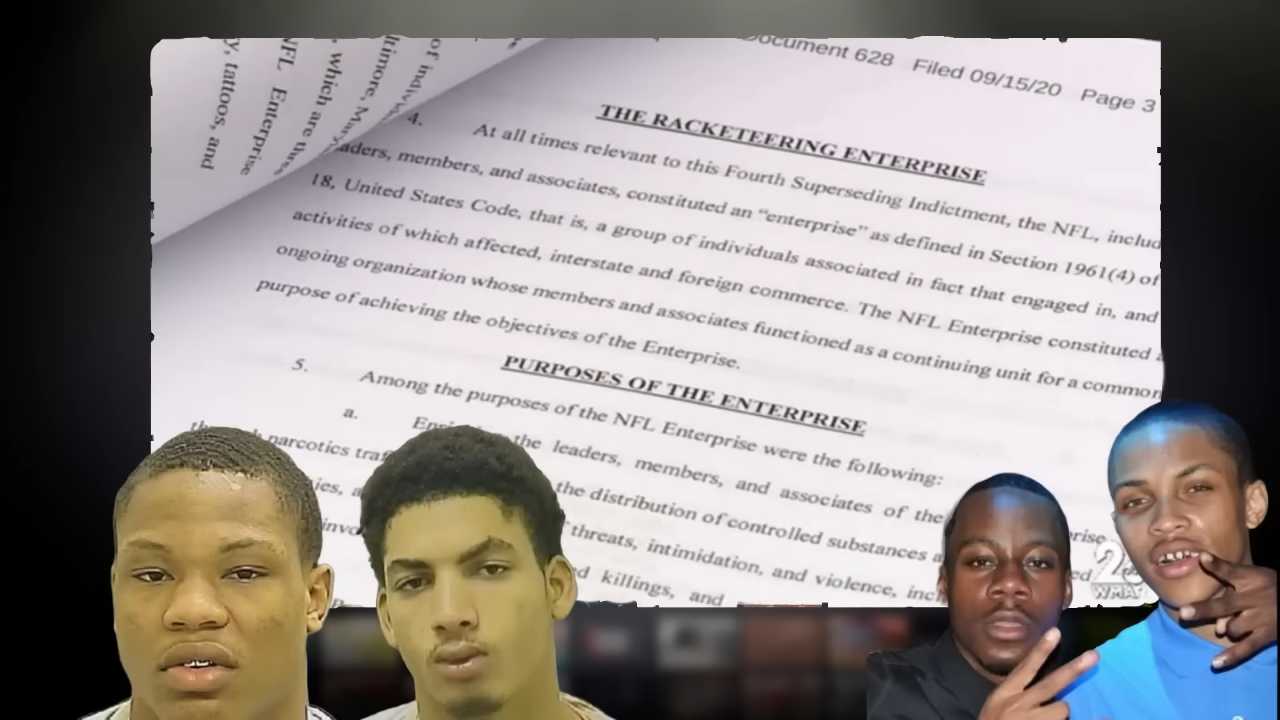 Document 628 Filed 09/15/20 Page 3
of individ
ltimore, Mary
, which are three
NFL Enterprise
y, tattoos, and
THE RACKETEERING ENTERPRISE
4. At all times relevant to this Fourth Superseding Indictment, the NFL, includ
aders, members, and associates, constituted an “enterprise” as defined in Section 1961(4) of
18, United States Code, that is, a group of individuals associated in fact that engaged in, and
activities of which affected, interstate and foreign commerce. The NFL Enterprise constituted
ongoing organization whose members and associates functioned as a continuing unit for a common
purpose of achieving the objectives of the Enterprise.
PURPOSES OF THE ENTERPRISE
5. Among the purposes of the NFL Enterprise were the following:
a. the leaders, members, and associates of the
narcotics the distribution of controlled substances
threats, intimidation, and violence,
killings, and
WMAR